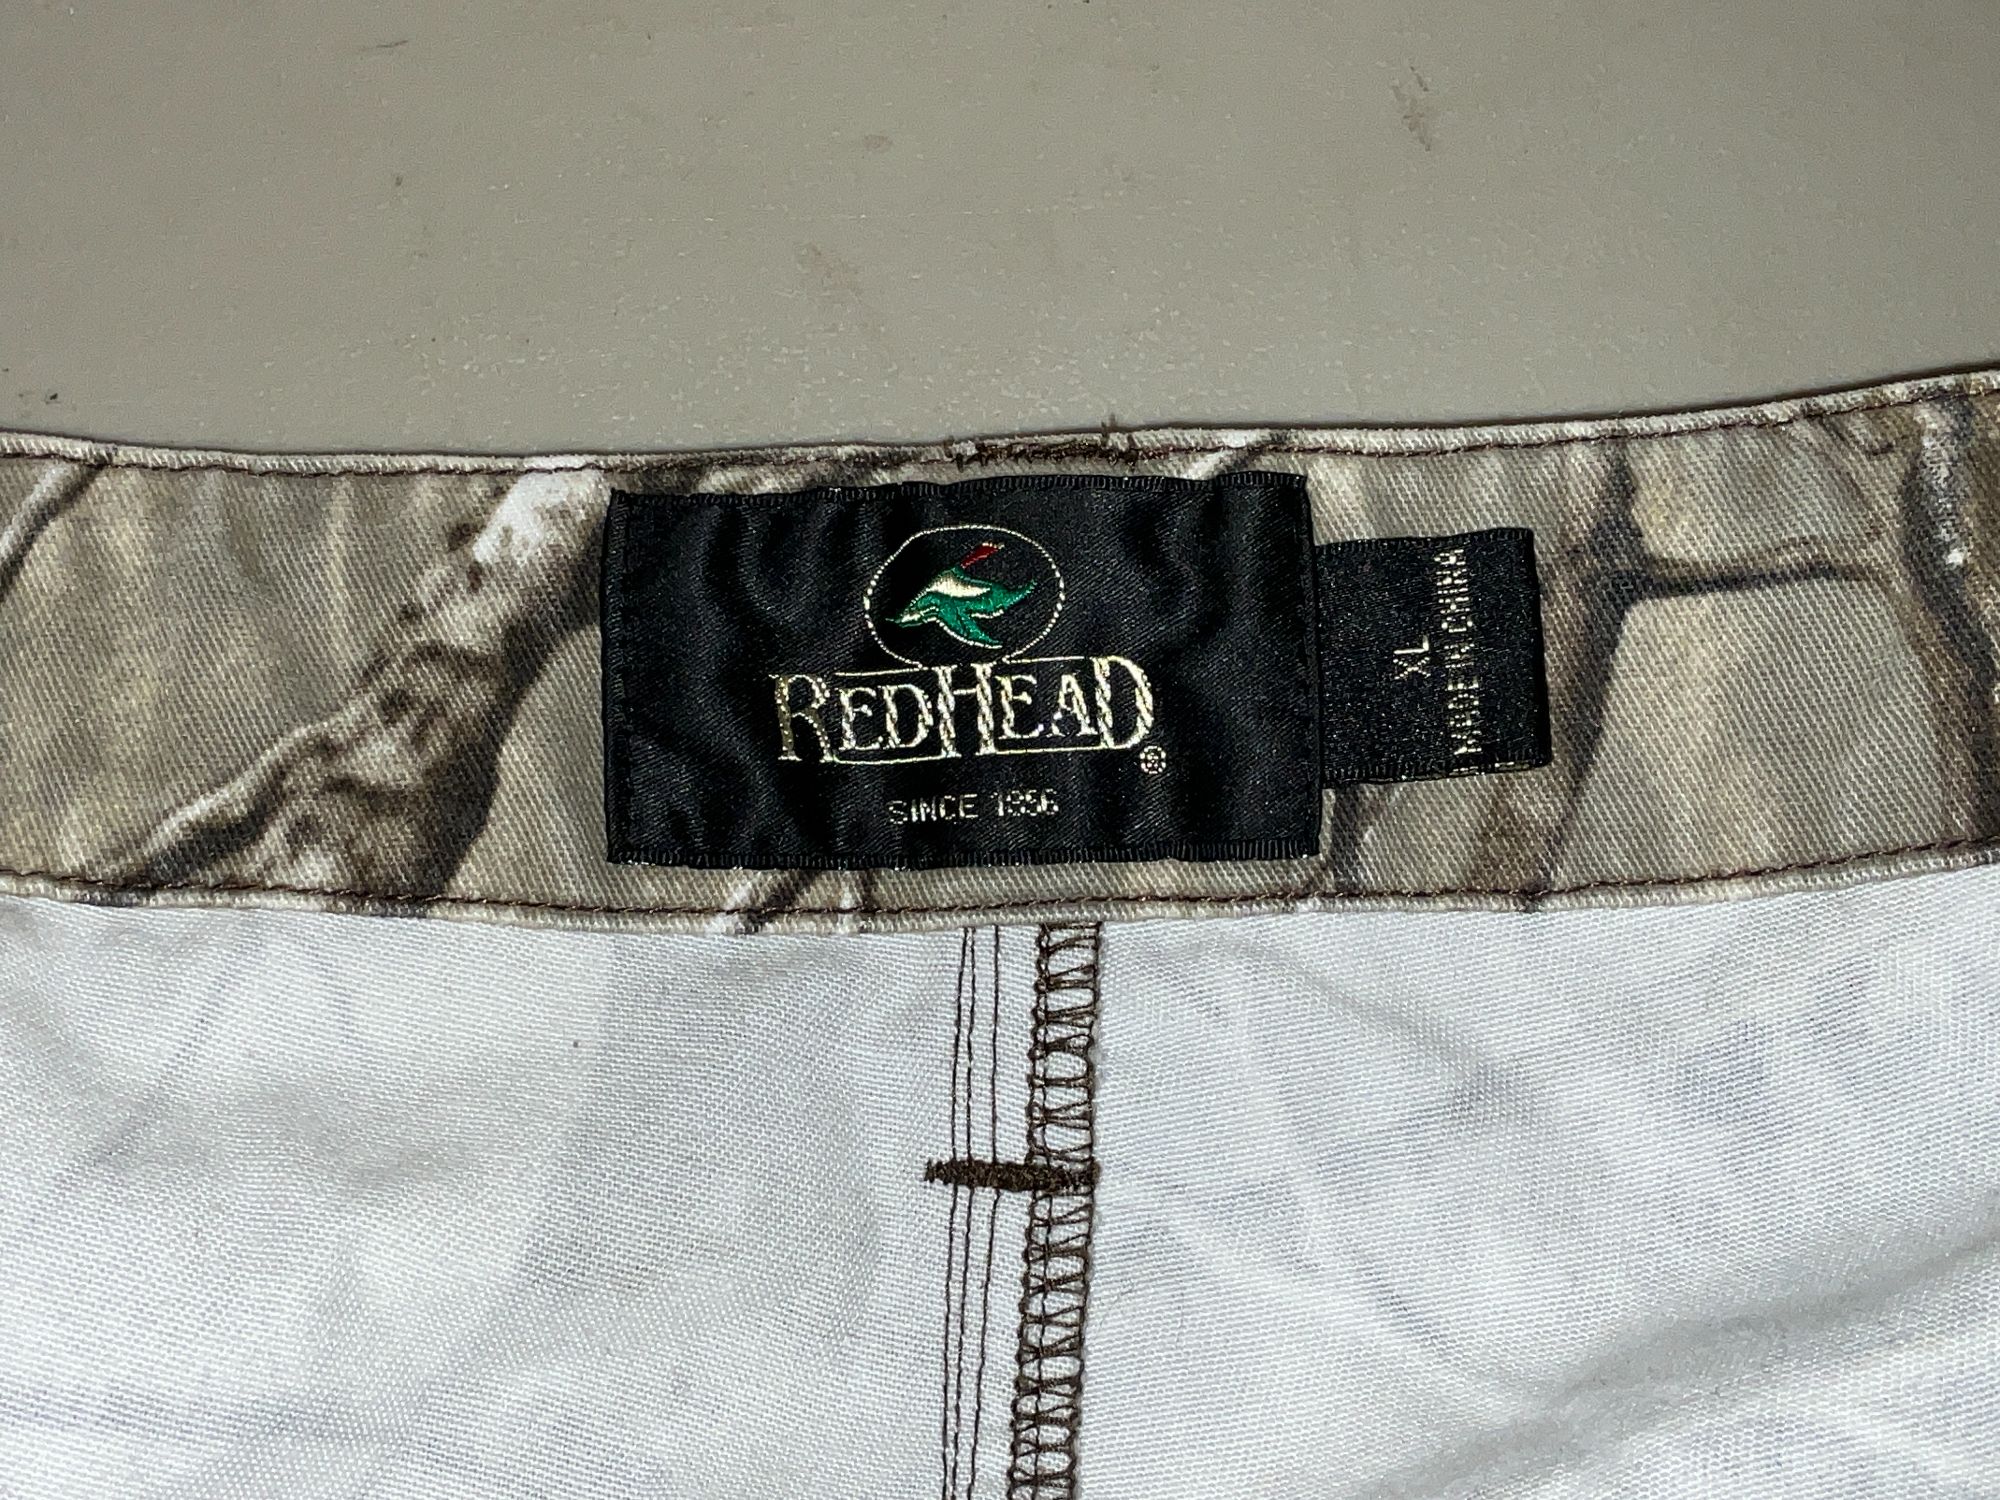 REDHEAD®
SINCE 1856
XL
MADE IN CHINA